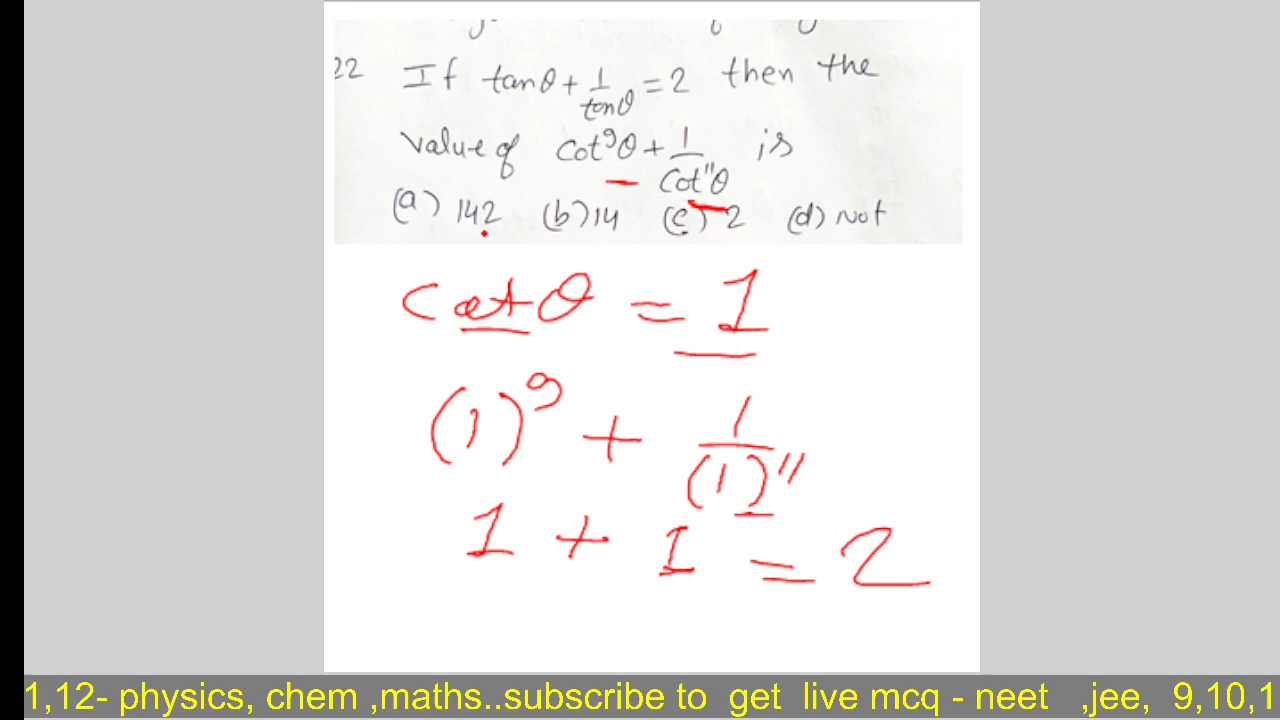 22 If tanθ + 1/tanθ = 2 then the
value of cot⁹θ + 1/cot¹¹θ is
(a) 142 (b) 14 (c) 2 (d) not
cotθ = 1
(1)⁹ + 1/(1)¹¹
1 + 1 = 2
1,12- physics, chem ,maths..subscribe to get live mcq - neet ,jee, 9,10,1